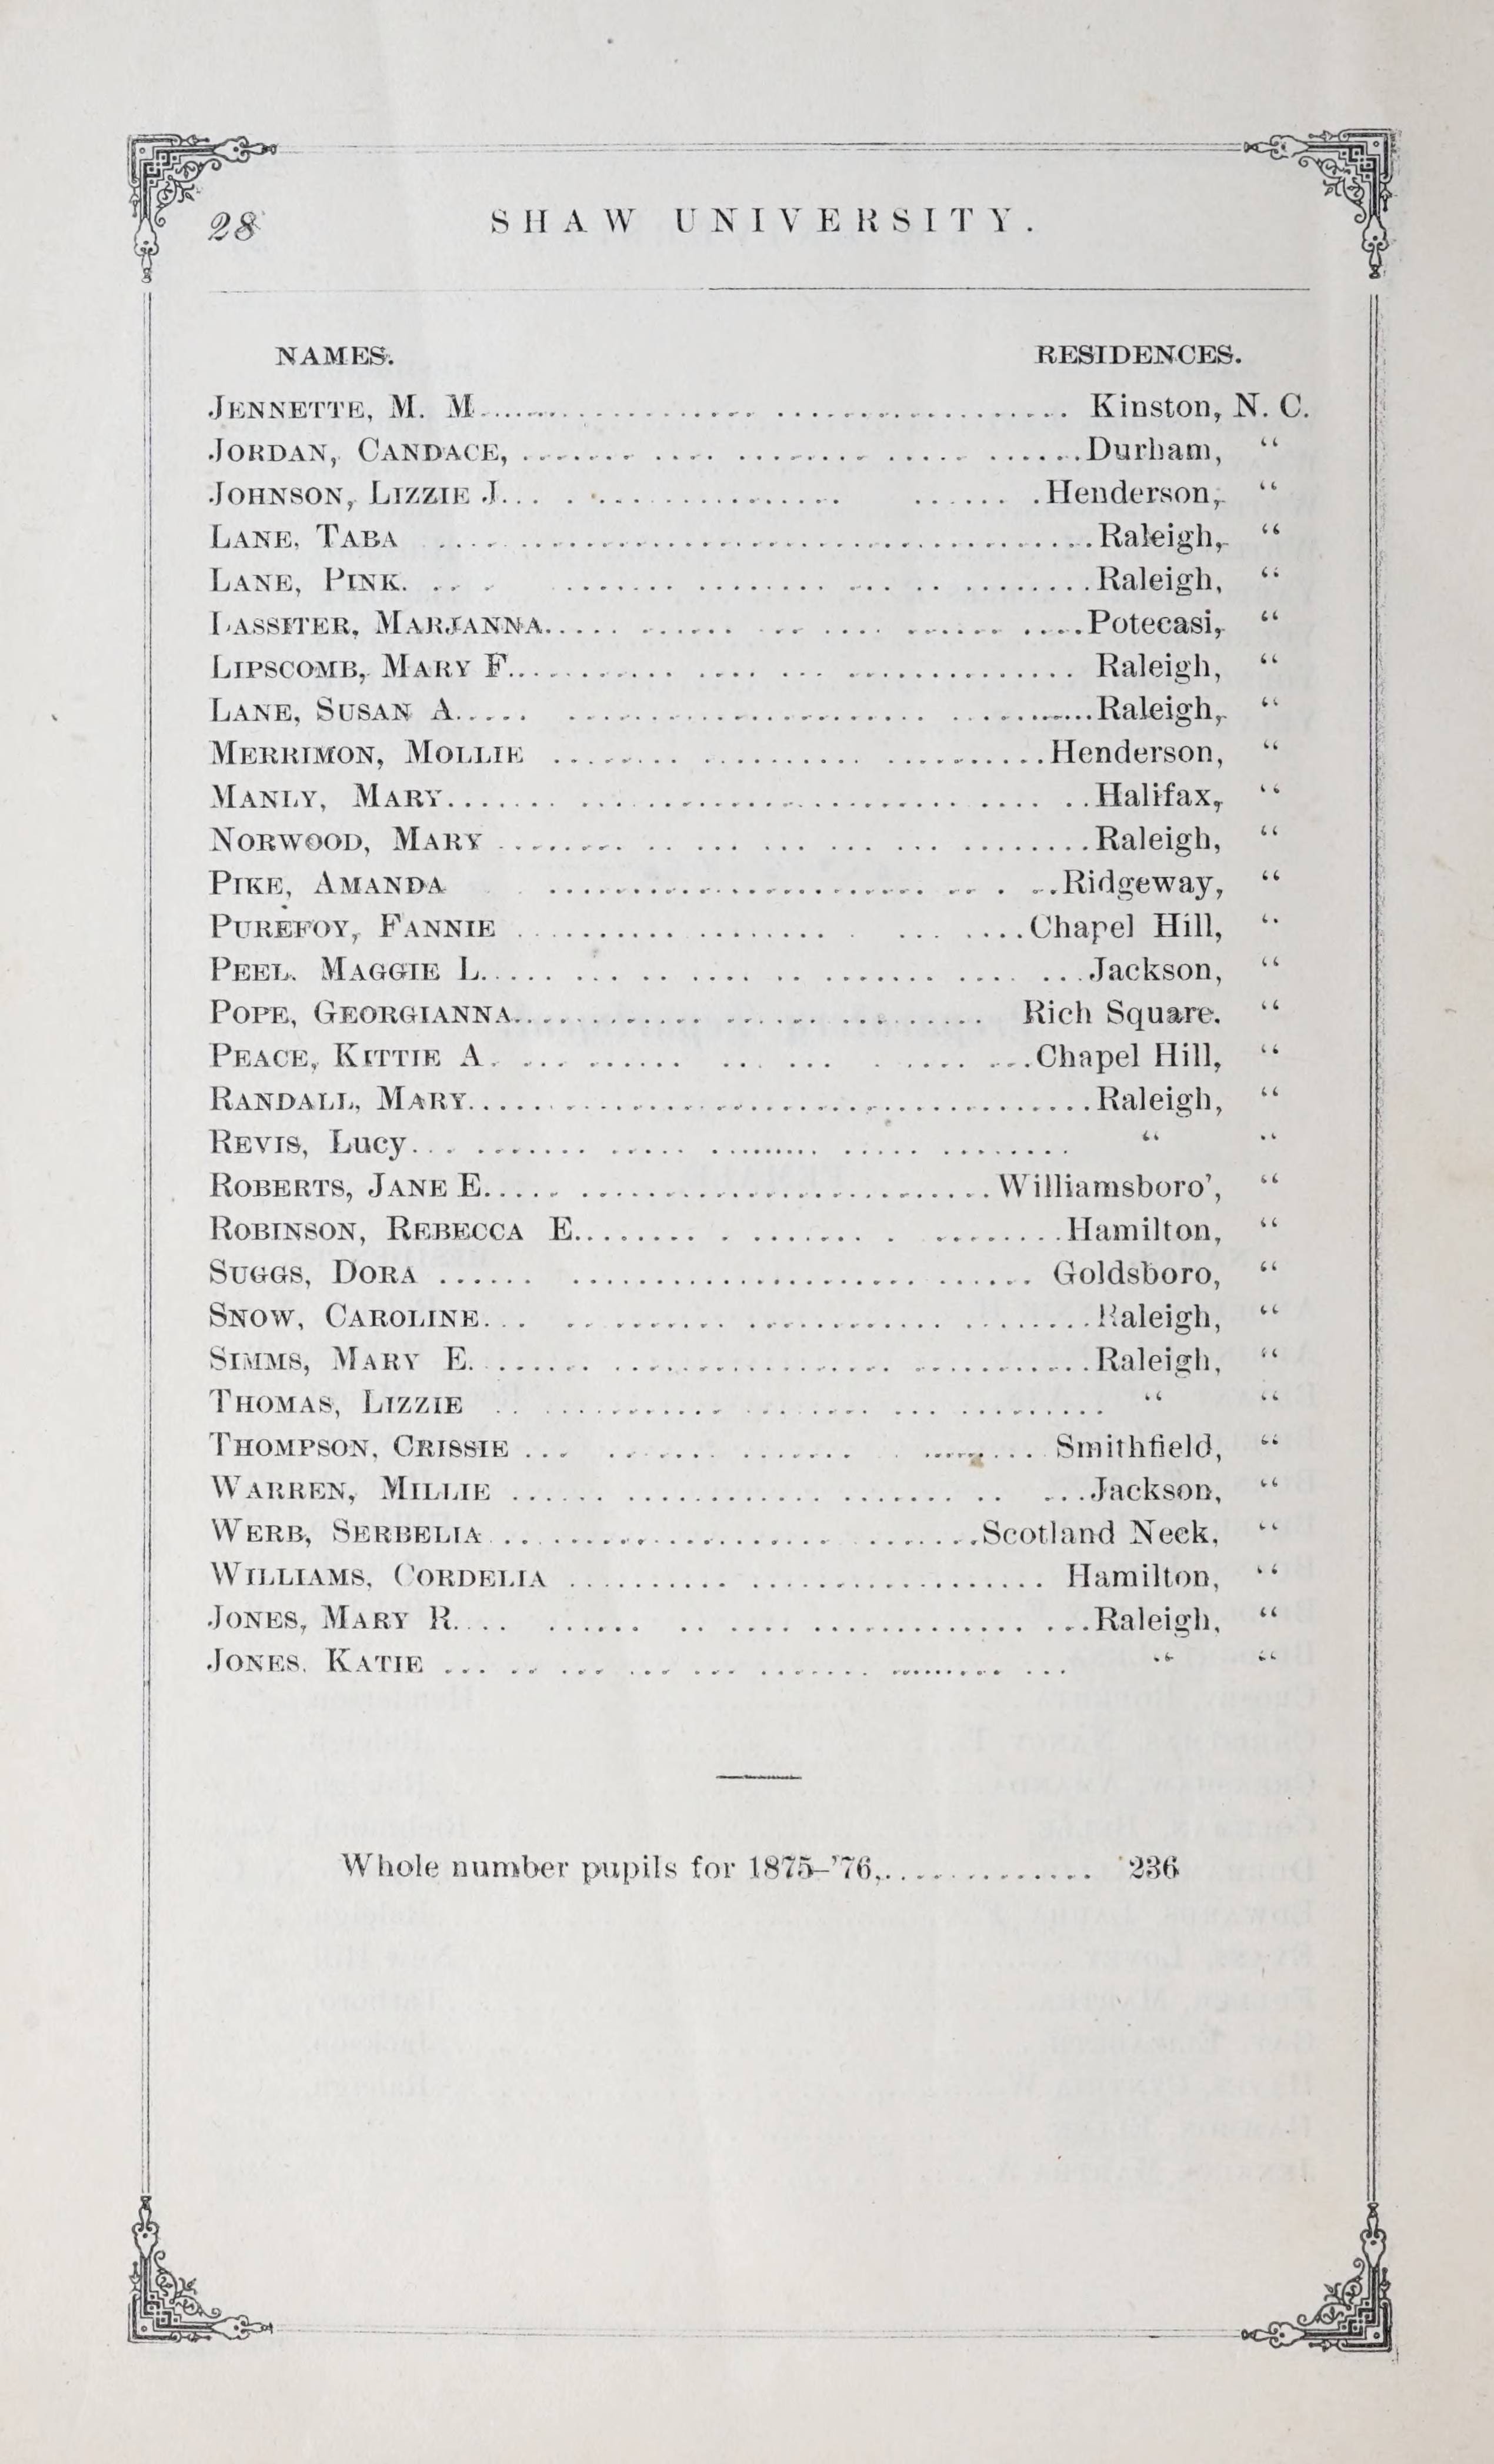 28 SHAW UNIVERSITY.
NAMES. RESIDENCES.
JENNETTE, M. M. Kinston, N. C.
JORDAN, CANDACE, Durham, “
JOHNSON, LIZZIE J. Henderson, “
LANE, TABA Raleigh, “
LANE, PINK. Raleigh, “
LASSITER, MARIANNA Potecasi, “
LIPSCOMB, MARY F. Raleigh, “
LANE, SUSAN A. Raleigh, “
MERRIMON, MOLLIE Henderson, “
MANLY, MARY Halifax, “
NORWOOD, MARY Raleigh, “
PIKE, AMANDA Ridgeway, “
PUREFOY, FANNIE Chapel Hill, “
PEEL. MAGGIE L. Jackson, “
POPE, GEORGIANNA Rich Square. “
PEACE, KITTIE A. Chapel Hill, “
RANDALL, MARY Raleigh, “
REVIS, Lucy “ “
ROBERTS, JANE E. Williamsboro’, “
ROBINSON, REBECCA E. Hamilton, “
SUGGS, DORA Goldsboro, “
SNOW, CAROLINE Raleigh, “
SIMMS, MARY E. Raleigh, “
THOMAS, LIZZIE “ “
THOMPSON, CRISSIE Smithfield, “
WARREN, MILLIE Jackson, “
WERB, SERBELIA Scotland Neck, “
WILLIAMS, CORDELIA Hamilton, “
JONES, MARY R. Raleigh, “
JONES. KATIE “ “
Whole number pupils for 1875–’76, 236